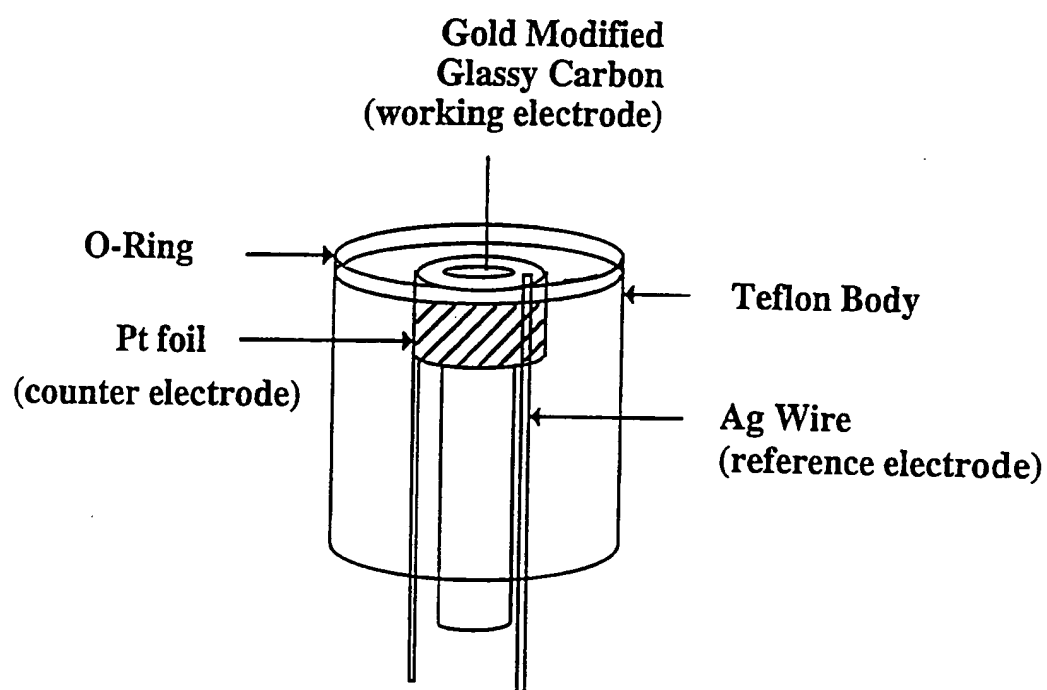 Gold Modified
Glassy Carbon
(working electrode)
O-Ring
Teflon Body
Pt foil
(counter electrode)
Ag Wire
(reference electrode)